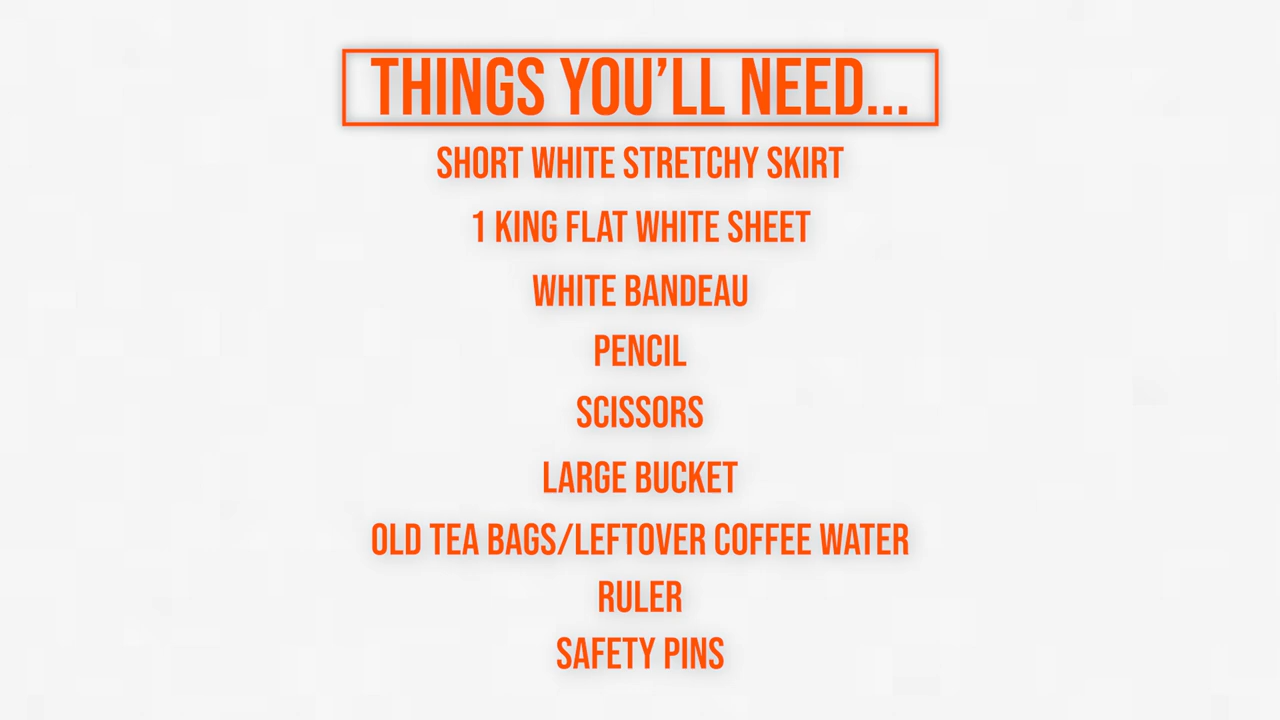 THINGS YOU'LL NEED...
SHORT WHITE STRETCHY SKIRT
1 KING FLAT WHITE SHEET
WHITE BANDEAU
PENCIL
SCISSORS
LARGE BUCKET
OLD TEA BAGS/LEFTOVER COFFEE WATER
RULER
SAFETY PINS